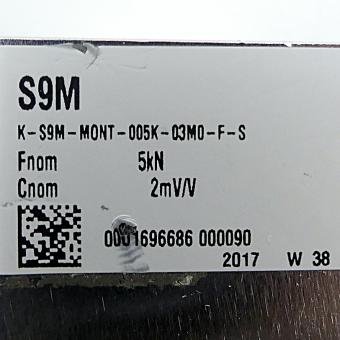 S9M
K-S9M-MONT-005K-03M0-F-S
Fnom 5kN
Cnom 2mV/V
0001696686 000090
2017 W 38